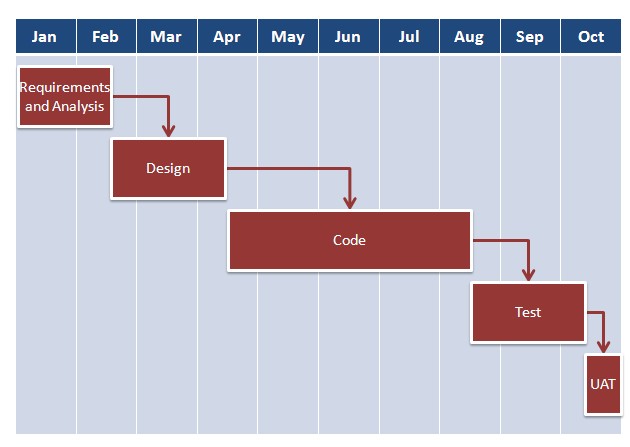 Jan Feb Mar Apr May Jun Jul Aug Sep Oct
Requirements
and Analysis
Design
Code
Test
UAT